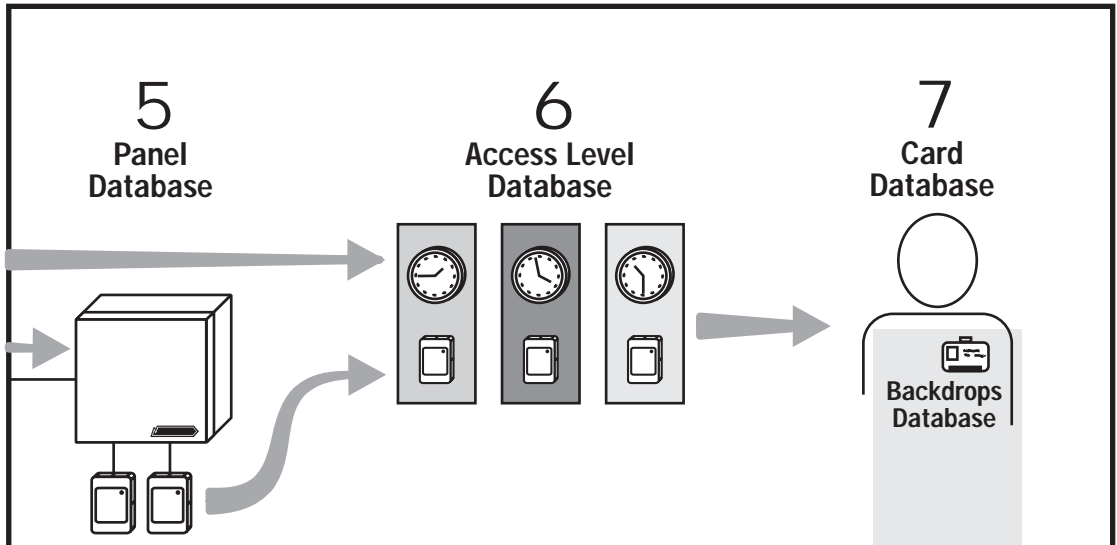 5
Panel
Database
6
Access Level
Database
7
Card
Database
Backdrops
Database